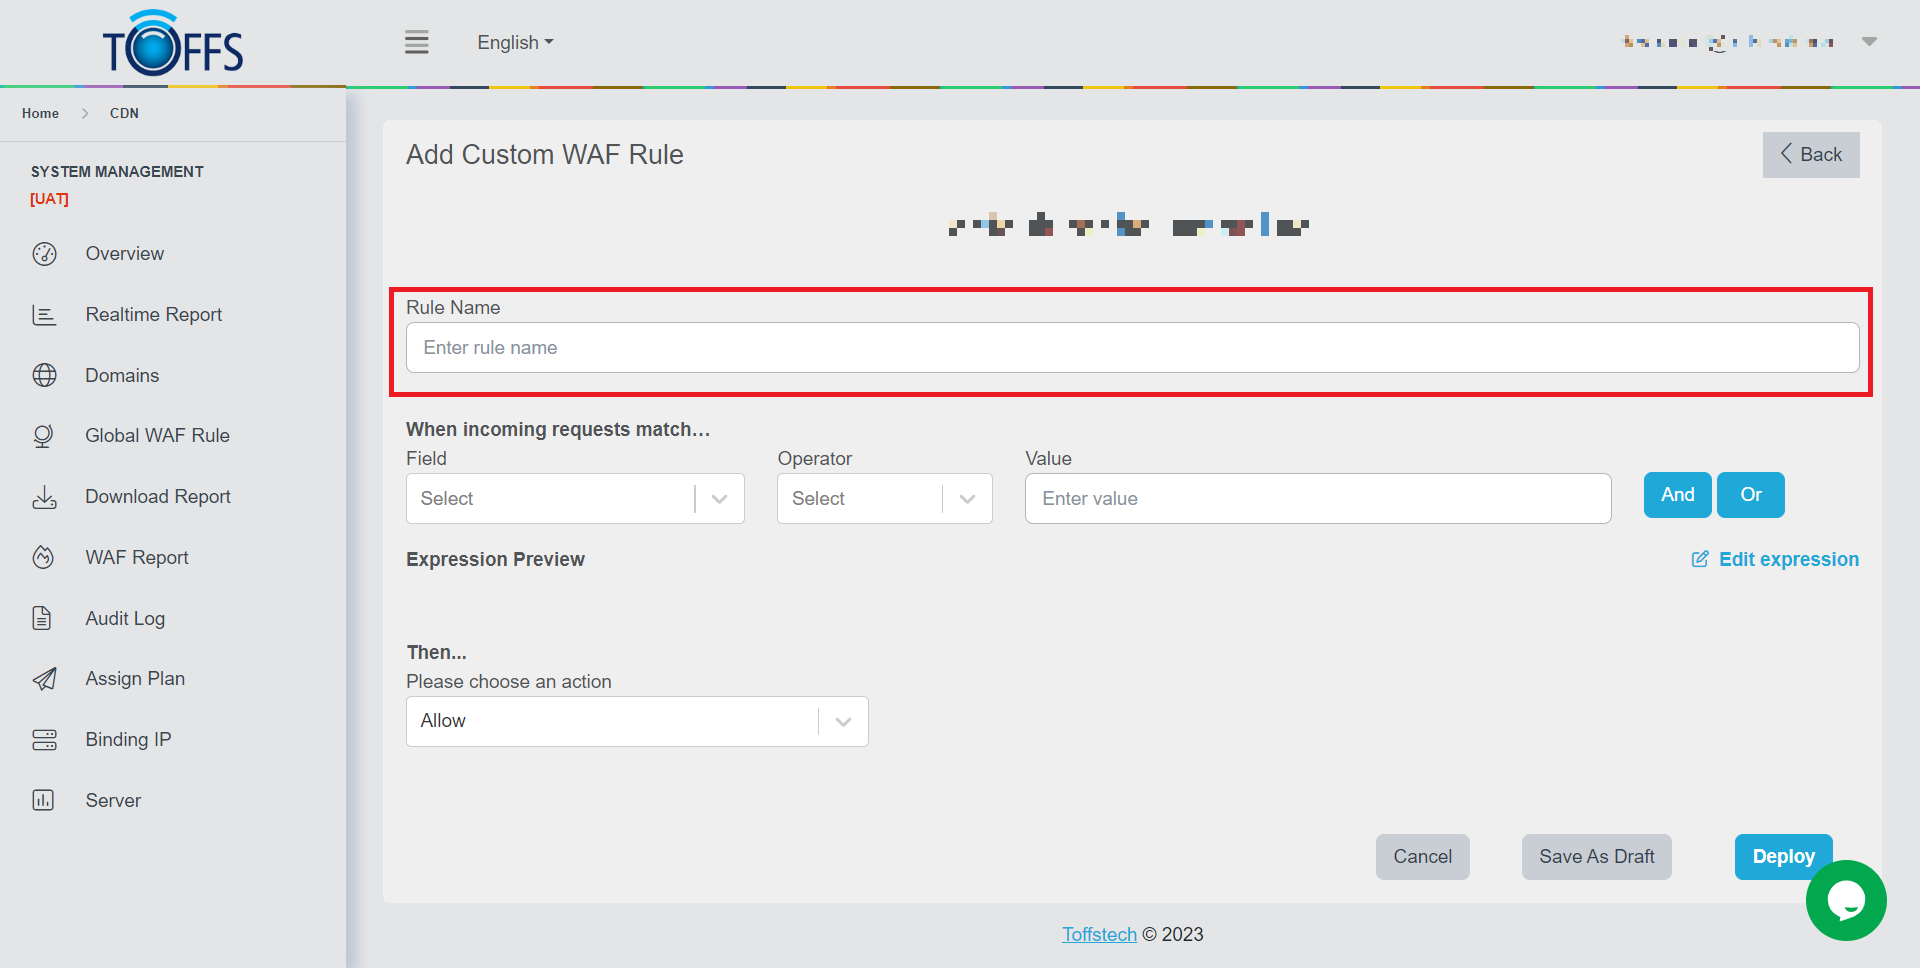 TOFFS
English
Home > CDN
SYSTEM MANAGEMENT
[UAT]
Overview
Realtime Report
Domains
Global WAF Rule
Download Report
WAF Report
Audit Log
Assign Plan
Binding IP
Server
Add Custom WAF Rule
Back
Rule Name
Enter rule name
When incoming requests match...
Field Operator Value
Select Select Enter value And Or
Expression Preview Edit expression
Then...
Please choose an action
Allow
Cancel Save As Draft Deploy
Toffstech © 2023